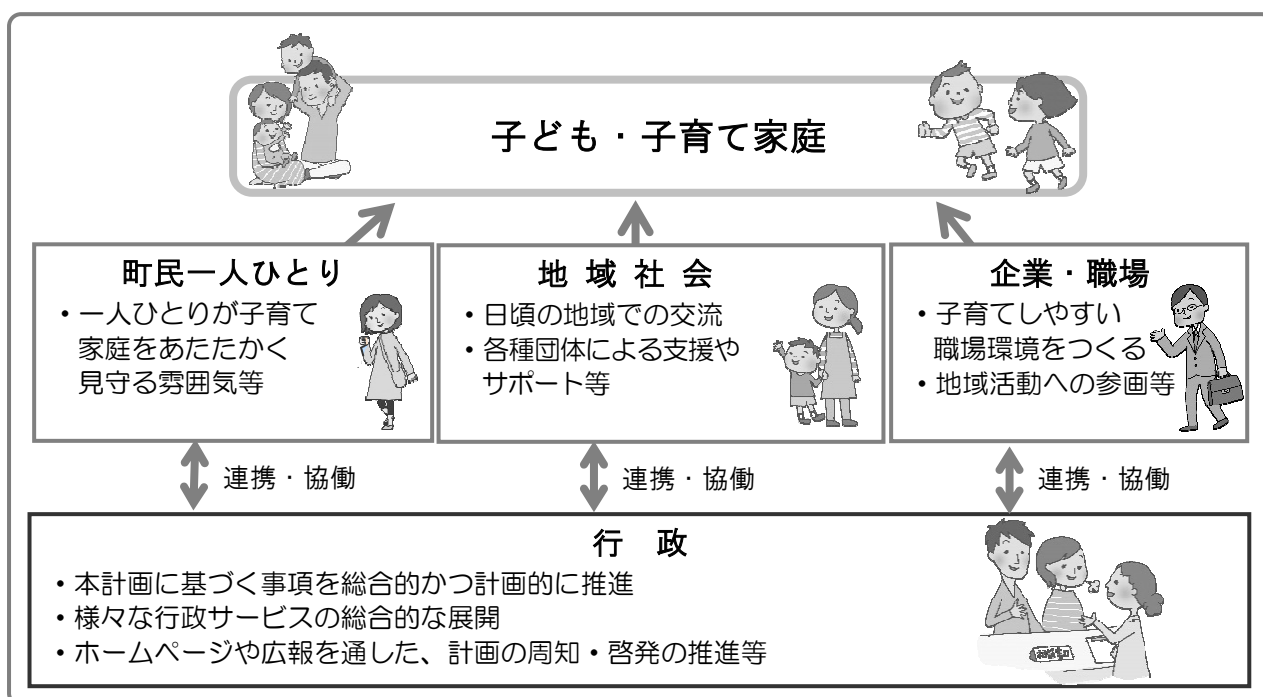 子ども・子育て家庭
町民一人ひとり
・一人ひとりが子育て
家庭をあたたかく
見守る雰囲気等
地域社会
・日頃の地域での交流
・各種団体による支援や
サポート等
企業・職場
・子育てしやすい
職場環境をつくる
・地域活動への参画等
連携・協働
連携・協働
連携・協働
行政
・本計画に基づく事項を総合的かつ計画的に推進
・様々な行政サービスの総合的な展開
・ホームページや広報を通した、計画の周知・啓発の推進等